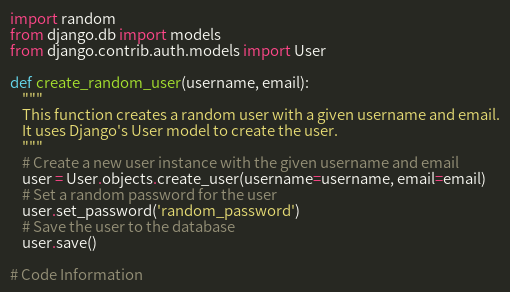 import random
from django.db import models
from django.contrib.auth.models import User

def create_random_user(username, email):
    """
    This function creates a random user with a given username and email.
    It uses Django's User model to create the user.
    """
    # Create a new user instance with the given username and email
    user = User.objects.create_user(username=username, email=email)
    # Set a random password for the user
    user.set_password('random_password')
    # Save the user to the database
    user.save()

# Code Information